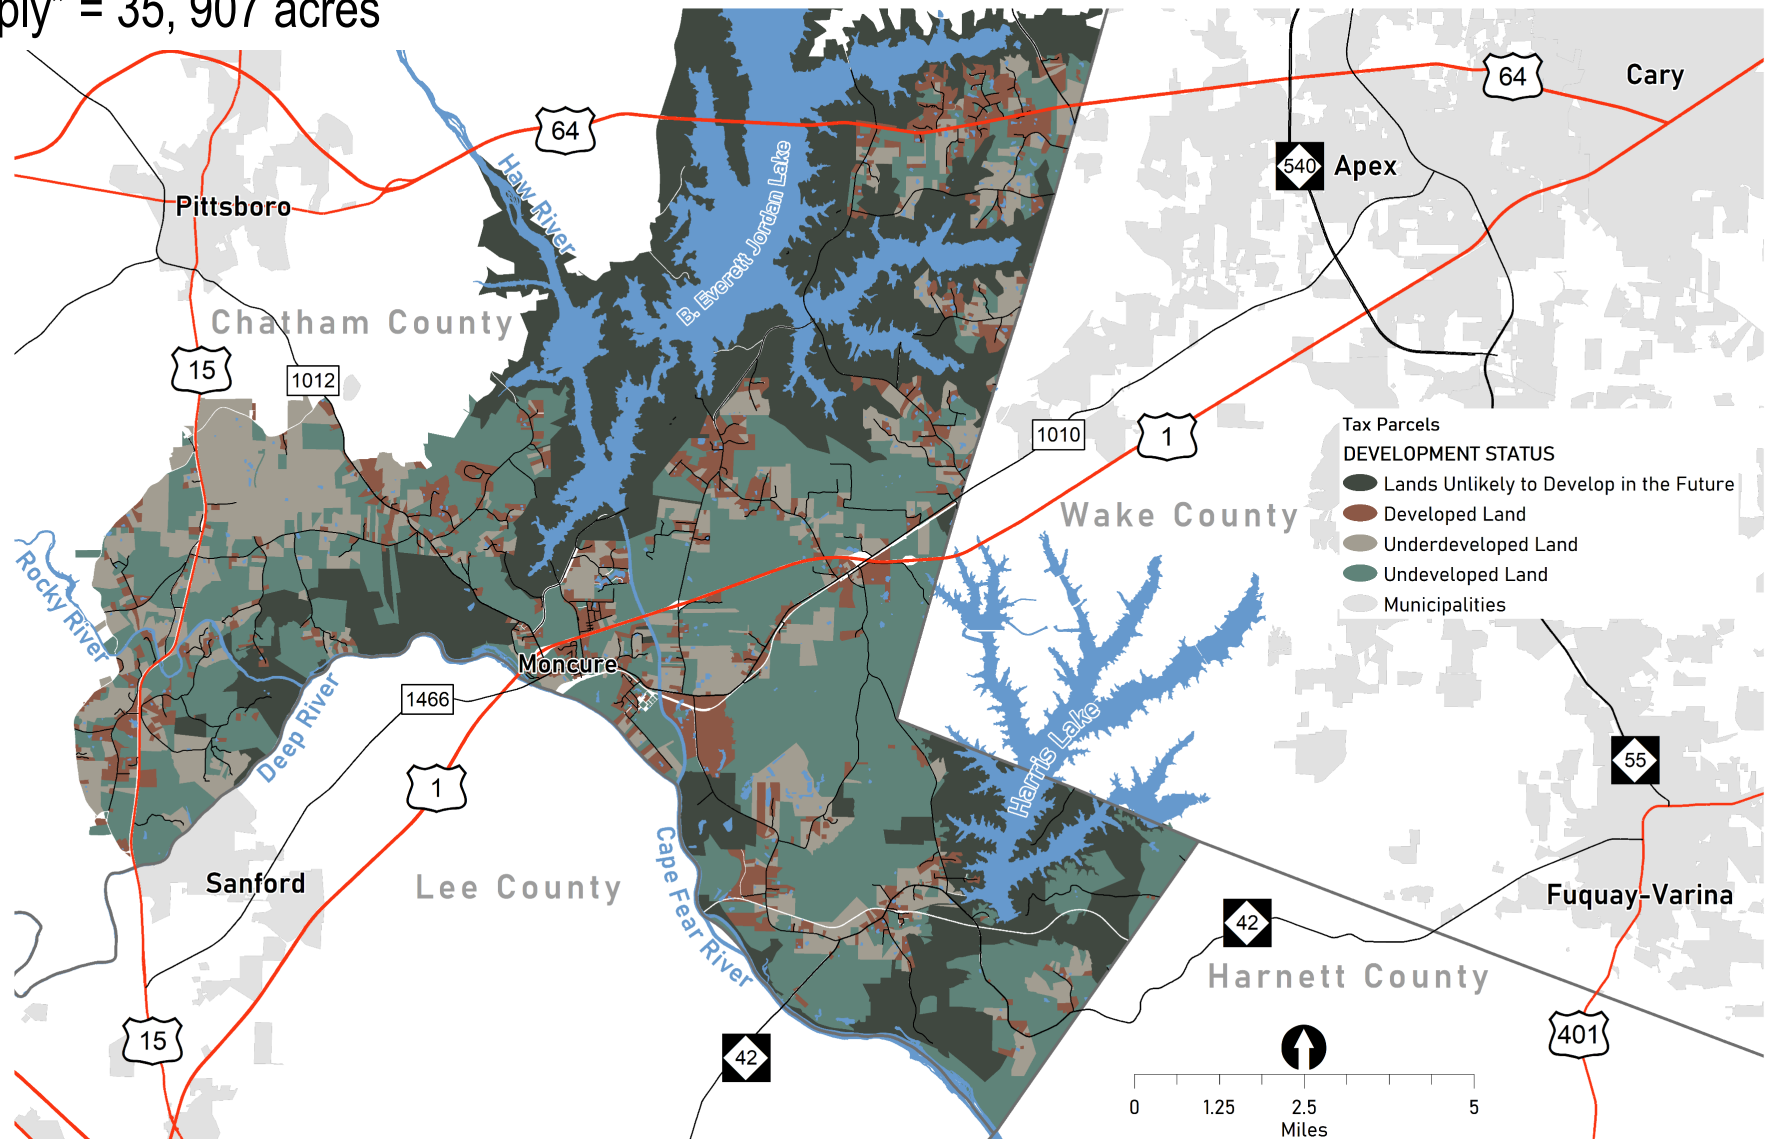 ply" = 35, 907 acres
64
Cary
64
540
Apex
Haw River
Pittsboro
B. Everett Jordan Lake
Chatham County
15
1012
1010
1
Tax Parcels
DEVELOPMENT STATUS
Lands Unlikely to Develop in the Future
Developed Land
Underdeveloped Land
Undeveloped Land
Municipalities
Wake County
Rocky River
Moncure
1466
Deep River
Harris Lake
55
1
Cape Fear River
Sanford
Lee County
Fuquay-Varina
42
Harnett County
15
42
401
0 1.25 2.5 5
Miles